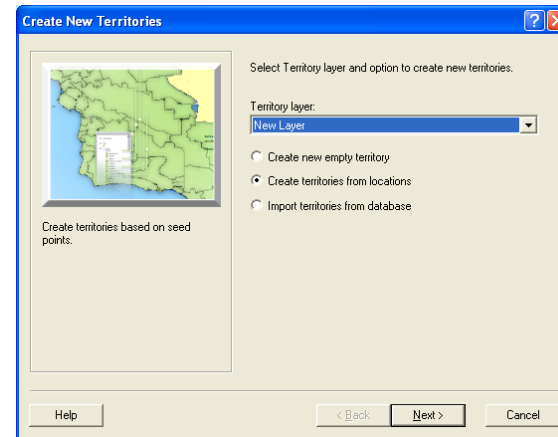 Create New Territories
Select Territory layer and option to create new territories.
Territory layer:
New Layer
Create new empty territory
Create territories from locations
Import territories from database
Create territories based on seed
points.
Help
< Back
Next >
Cancel